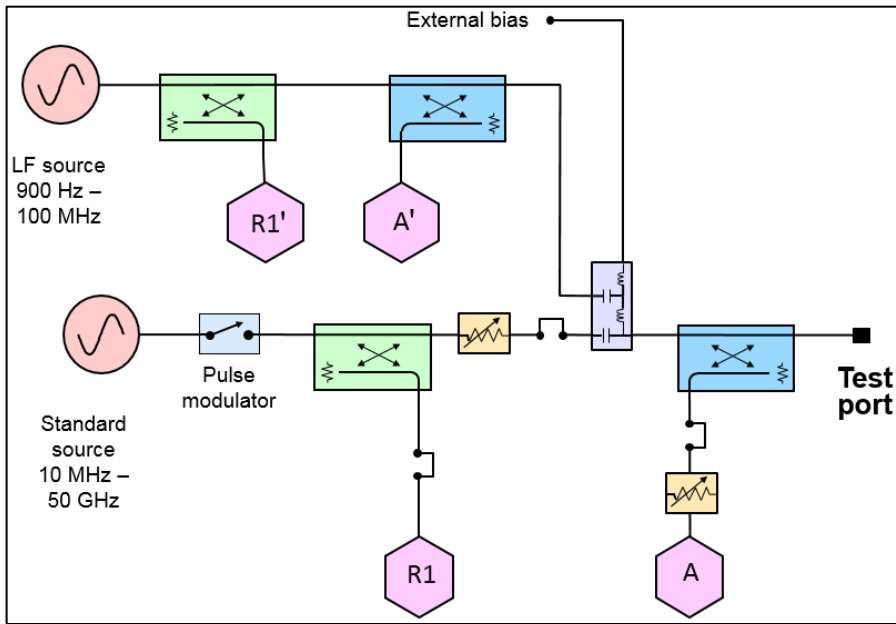 External bias
LF source
900 Hz –
100 MHz
R1'
A'
Pulse
modulator
Test
port
Standard
source
10 MHz –
50 GHz
R1
A